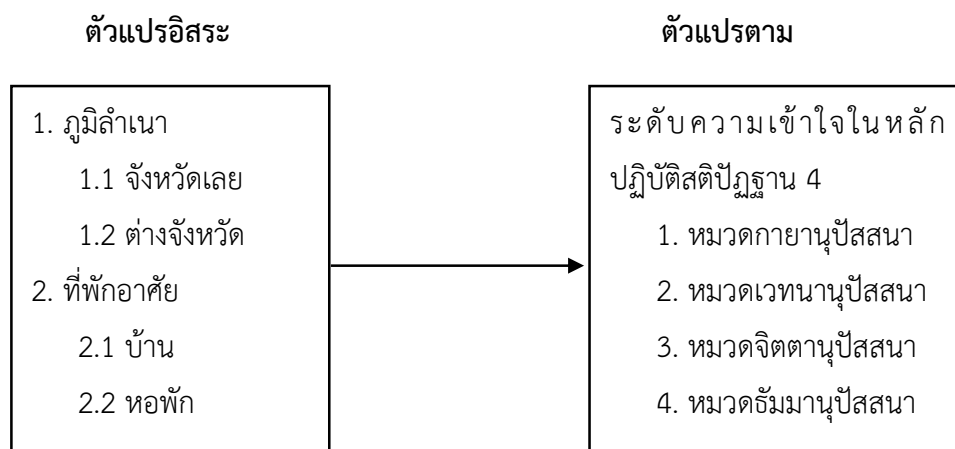 ตัวแปรอิสระ
ตัวแปรตาม
1. ภูมิลำเนา
1.1 จังหวัดเลย
1.2 ต่างจังหวัด
2. ที่พักอาศัย
2.1 บ้าน
2.2 หอพัก
ระดับความเข้าใจในหลัก
ปฏิบัติสติปัฏฐาน 4
1. หมวดกายานุปัสสนา
2. หมวดเวทนานุปัสสนา
3. หมวดจิตตานุปัสสนา
4. หมวดธัมมานุปัสสนา